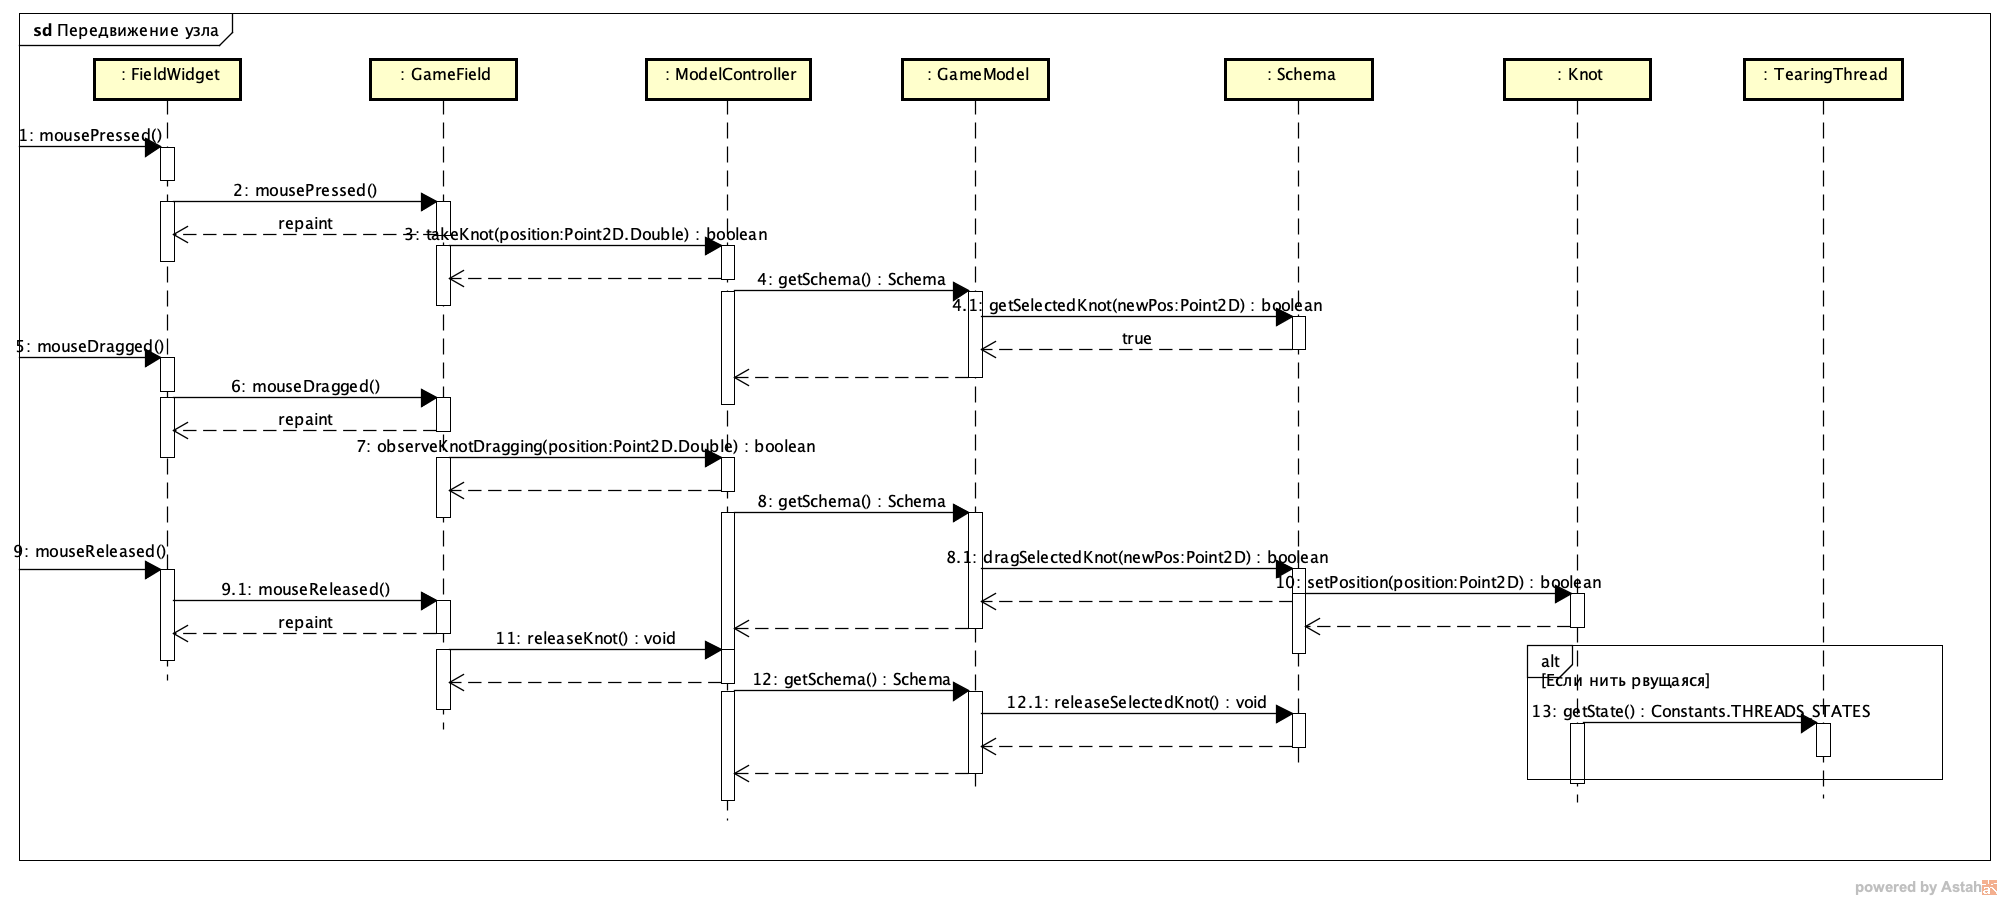 sd Передвижение узла
: FieldWidget
: GameField
: ModelController
: GameModel
: Schema
: Knot
: TearingThread
1: mousePressed()
2: mousePressed()
repaint
3: takeKnot(position:Point2D.Double) : boolean
4: getSchema() : Schema
4.1: getSelectedKnot(newPos:Point2D) : boolean
true
5: mouseDragged()
6: mouseDragged()
repaint
7: observeKnotDragging(position:Point2D.Double) : boolean
8: getSchema() : Schema
8.1: dragSelectedKnot(newPos:Point2D) : boolean
9: mouseReleased()
10: setPosition(position:Point2D) : boolean
9.1: mouseReleased()
repaint
11: releaseKnot() : void
alt
[Если нить рвущаяся]
12: getSchema() : Schema
12.1: releaseSelectedKnot() : void
13: getState() : Constants.THREADS_STATES
powered by Astah